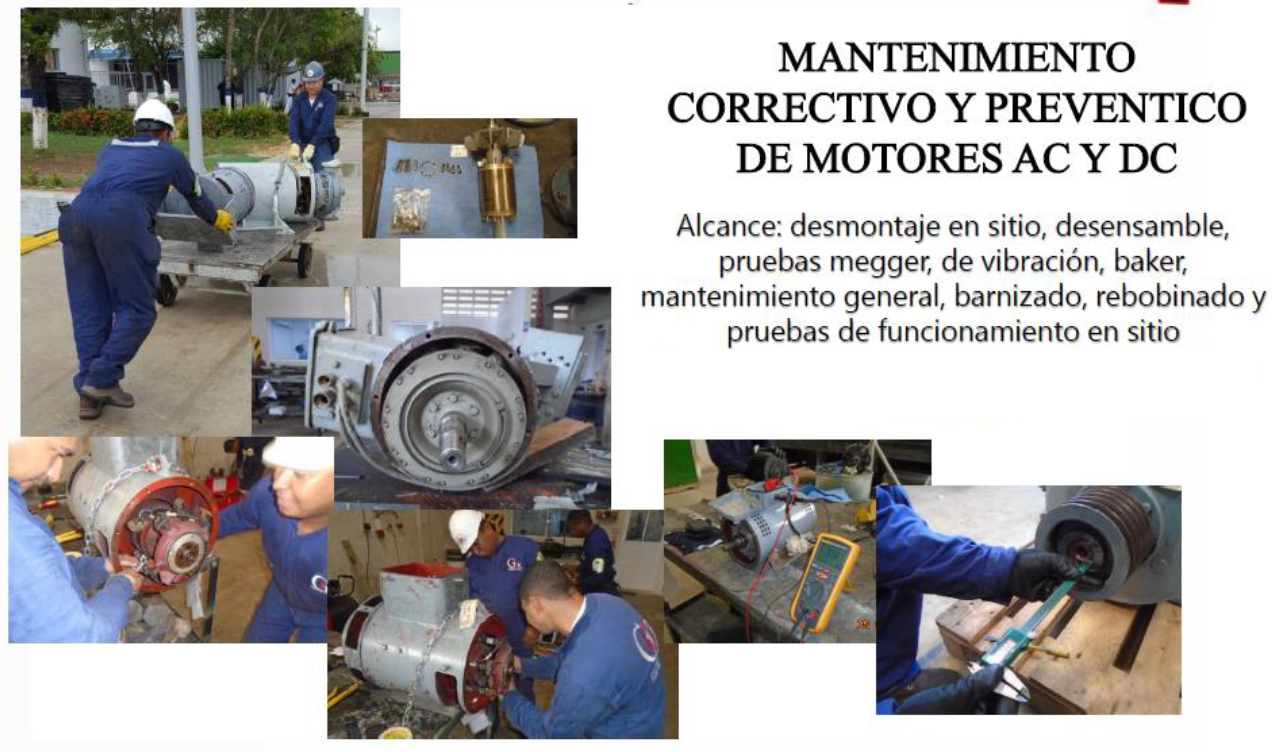 MANTENIMIENTO
CORRECTIVO Y PREVENTICO
DE MOTORES AC Y DC
Alcance: desmontaje en sitio, desensamble,
pruebas megger, de vibración, baker,
mantenimiento general, barnizado, rebobinado y
pruebas de funcionamiento en sitio